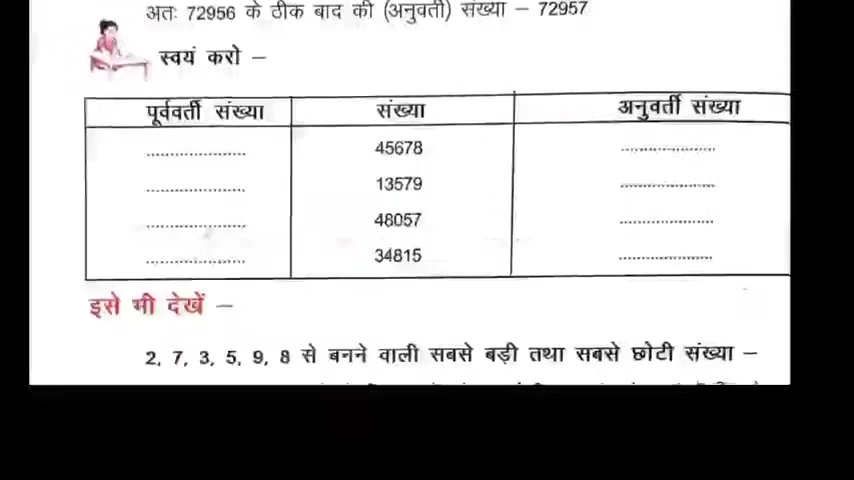 अतः 72956 के ठीक बाद की (अनुवर्ती) संख्या – 72957
स्वयं करो –
पूर्ववर्ती संख्या संख्या अनुवर्ती संख्या
..................... 45678 .....................
..................... 13579 .....................
..................... 48057 .....................
..................... 34815 .....................
इसे भी देखें –
2, 7, 3, 5, 9, 8 से बनने वाली सबसे बड़ी तथा सबसे छोटी संख्या –